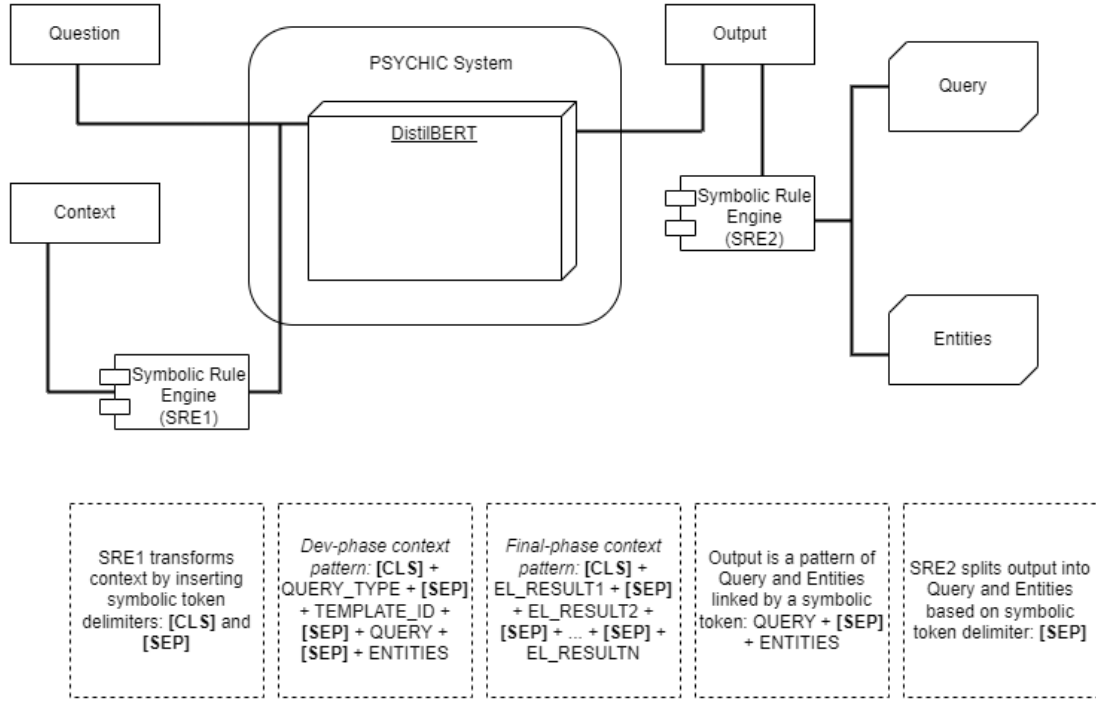 Question
PSYCHIC System
Output
Query
DistilBERT
Context
Symbolic Rule
Engine
(SRE2)
Entities
Symbolic Rule
Engine
(SRE1)
SRE1 transforms
context by inserting
symbolic token
delimiters: [CLS] and
[SEP]
Dev-phase context
pattern: [CLS] +
QUERY_TYPE + [SEP]
+ TEMPLATE_ID +
[SEP] + QUERY +
[SEP] + ENTITIES
Final-phase context
pattern: [CLS] +
EL_RESULT1 + [SEP]
+ EL_RESULT2 +
[SEP] + ... + [SEP] +
EL_RESULTN
Output is a pattern of
Query and Entities
linked by a symbolic
token: QUERY + [SEP]
+ ENTITIES
SRE2 splits output into
Query and Entities
based on symbolic
token delimiter: [SEP]